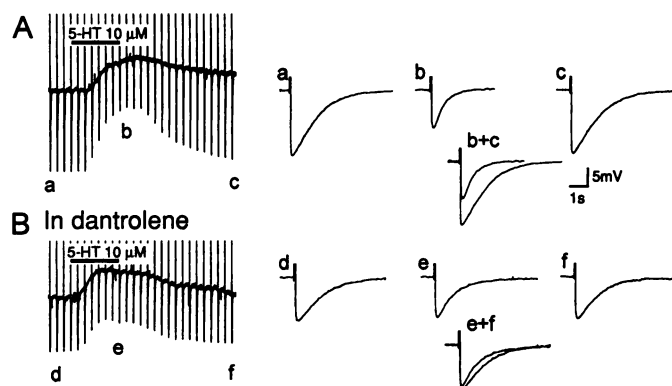 A
5-HT 10 μM
a
b
c
a
b
c
b+c
5mV
1s
B In dantrolene
5-HT 10 μM
d
e
f
d
e
f
e+f